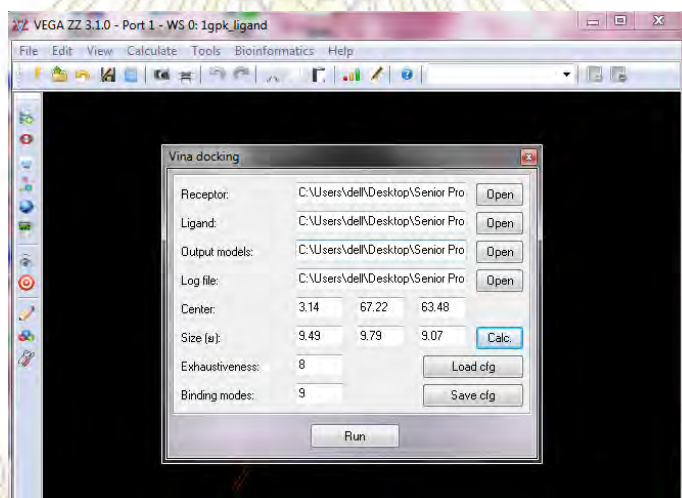 VEGA ZZ 3.1.0 - Port 1 - WS 0: 1gpk_ligand
File Edit View Calculate Tools Bioinformatics Help
Vina docking
Receptor: C:\Users\dell\Desktop\Senior Pro Open
Ligand: C:\Users\dell\Desktop\Senior Pro Open
Output models: C:\Users\dell\Desktop\Senior Pro Open
Log file: C:\Users\dell\Desktop\Senior Pro Open
Center: 3.14 67.22 63.48
Size (ม): 9.49 9.79 9.07 Calc.
Exhaustiveness: 8 Load cfg
Binding modes: 9 Save cfg
Run